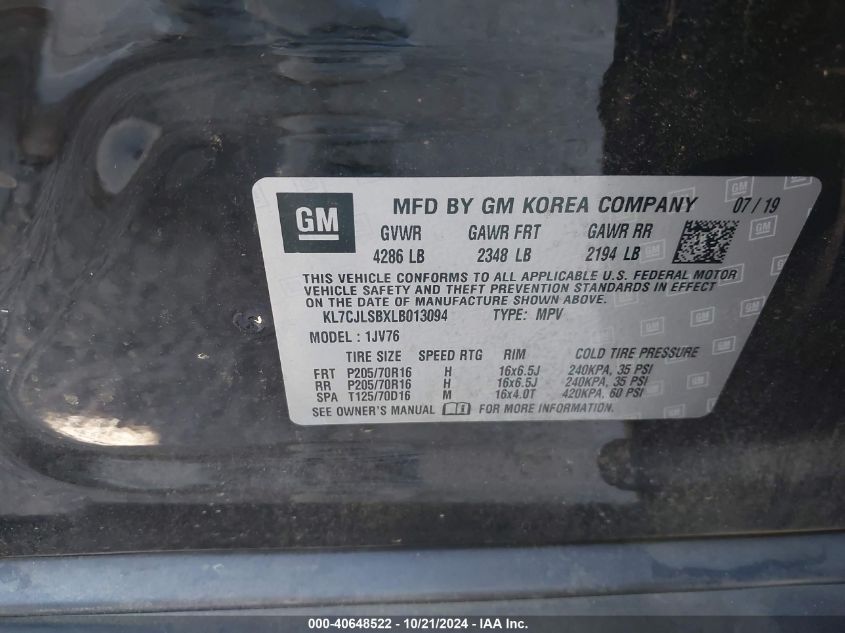 GM MFD BY GM KOREA COMPANY 07/19
GVWR GAWR FRT GAWR RR
4286 LB 2348 LB 2194 LB
THIS VEHICLE CONFORMS TO ALL APPLICABLE U.S. FEDERAL MOTOR
VEHICLE SAFETY AND THEFT PREVENTION STANDARDS IN EFFECT
ON THE DATE OF MANUFACTURE SHOWN ABOVE.
KL7CJLSBXLB013094 TYPE: MPV
MODEL: 1JV76
TIRE SIZE SPEED RTG RIM COLD TIRE PRESSURE
FRT P205/70R16 H 16x6.5J 240KPA, 35 PSI
RR P205/70R16 H 16x6.5J 240KPA, 35 PSI
SPA T125/70D16 M 16x4.0T 420KPA, 60 PSI
SEE OWNER'S MANUAL FOR MORE INFORMATION.
000-40648522 - 10/21/2024 - IAA Inc.